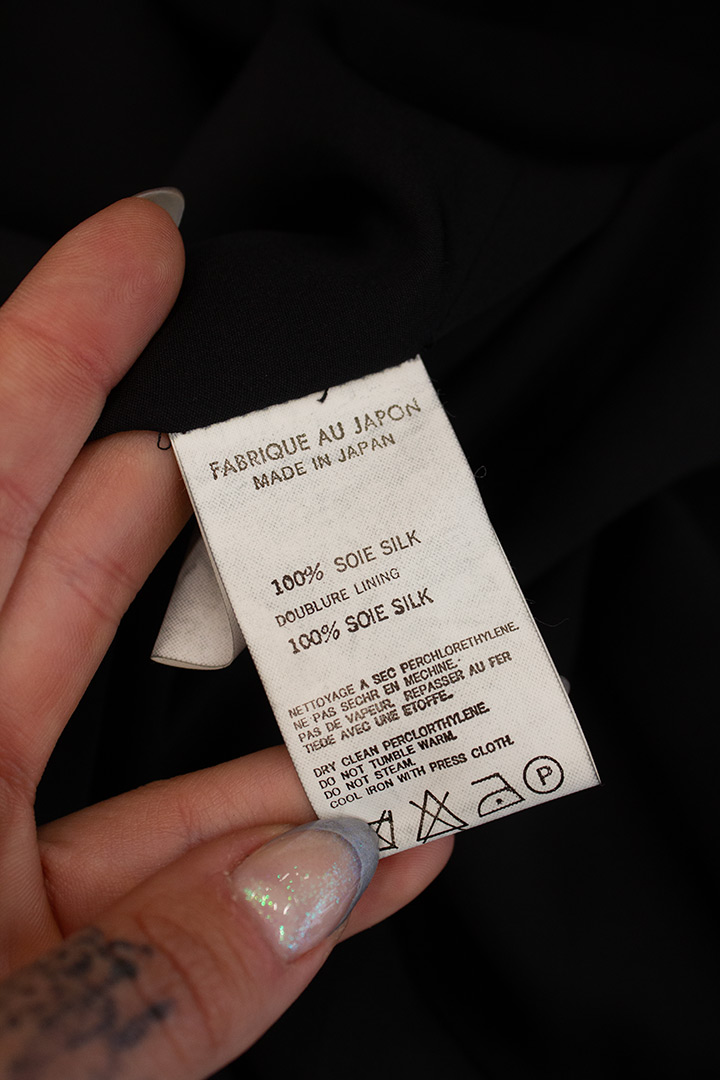 FABRIQUE AU JAPON
MADE IN JAPAN
100% SOIE SILK
DOUBLURE LINING
100% SOIE SILK
NETTOYAGE A SEC PERCHLORETHYLENE.
NE PAS SECHR EN MECHINE.
PAS DE VAPEUR. REPASSER AU FER
TIEDE AVEC UNE ETOFFE.
DRY CLEAN PERCLORTHYLENE.
DO NOT TUMBLE WARM.
DO NOT STEAM.
COOL IRON WITH PRESS CLOTH.
P